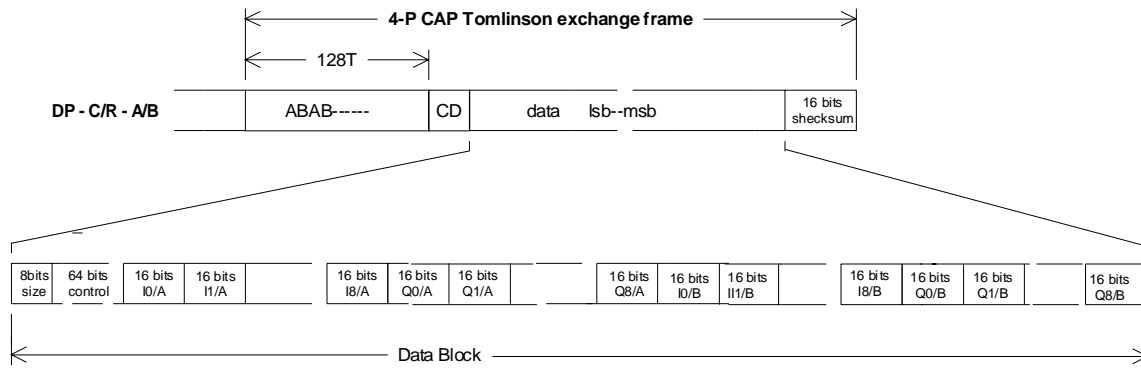 4-P CAP Tomlinson exchange frame
128T
DP - C/R - A/B
ABAB------
CD
data lsb--msb
16 bits
shecksum
8bits
size
64 bits
control
16 bits
I0/A
16 bits
I1/A
16 bits
I8/A
16 bits
Q0/A
16 bits
Q1/A
16 bits
Q8/A
16 bits
I0/B
16 bits
II1/B
16 bits
I8/B
16 bits
Q0/B
16 bits
Q1/B
16 bits
Q8/B
Data Block